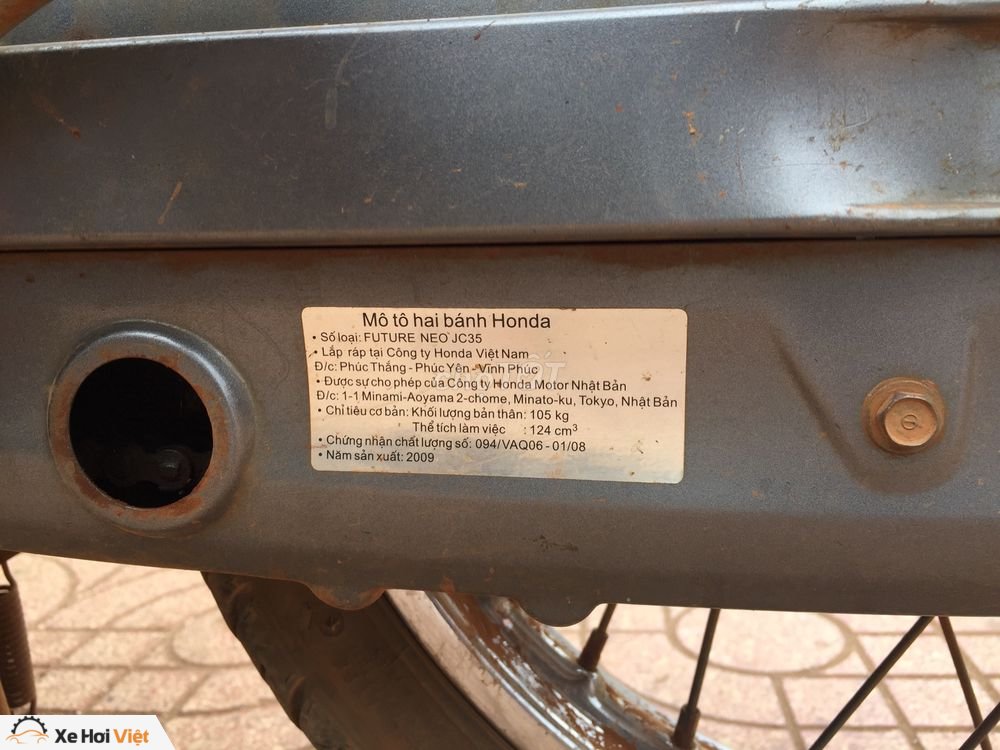 Mô tô hai bánh Honda
• Số loại: FUTURE NEO JC35
• Lắp ráp tại Công ty Honda Việt Nam
Đ/c: Phúc Thắng - Phúc Yên - Vĩnh Phúc
• Được sự cho phép của Công ty Honda Motor Nhật Bản
Đ/c: 1-1 Minami-Aoyama 2-chome, Minato-ku, Tokyo, Nhật Bản
• Chỉ tiêu cơ bản: Khối lượng bản thân: 105 kg
Thể tích làm việc : 124 cm³
• Chứng nhận chất lượng số: 094/VAQ06 - 01/08
• Năm sản xuất: 2009
Xe Hơi Việt